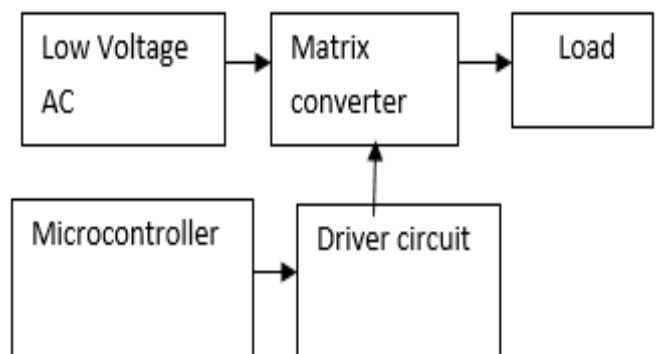 Low Voltage
AC
Matrix
converter
Load
Microcontroller
Driver circuit